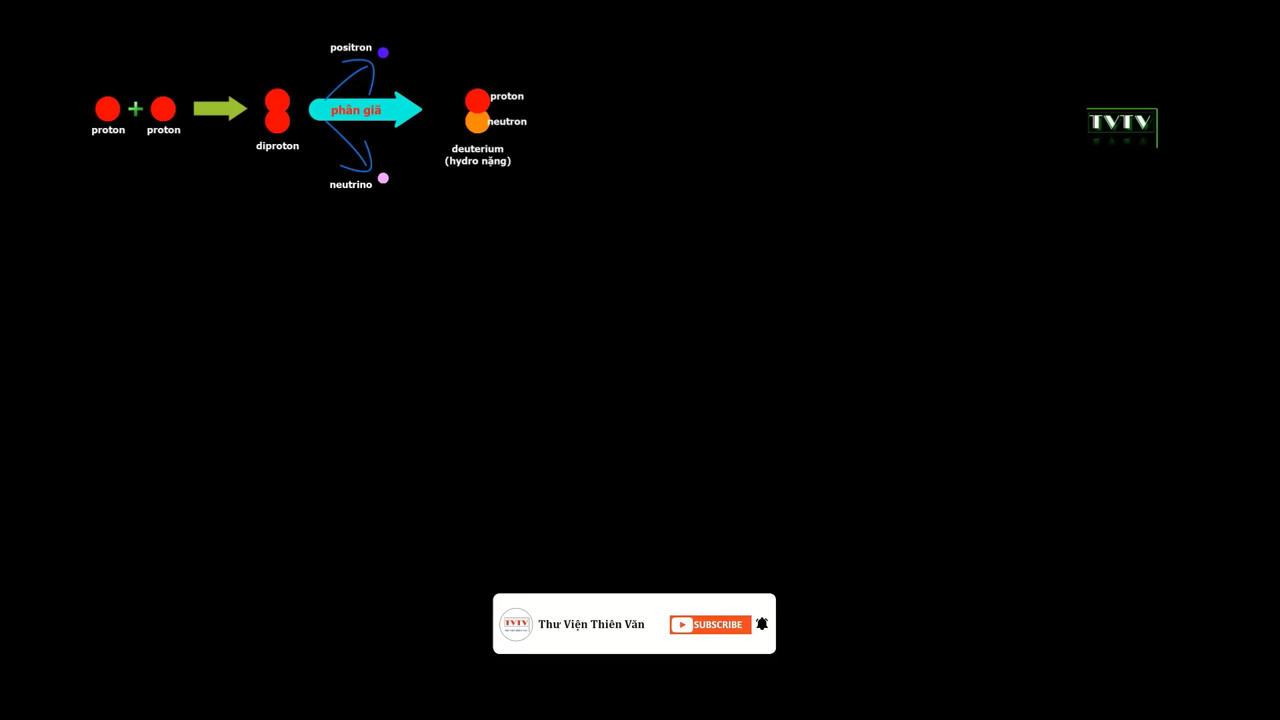 positron
proton
proton
diproton
phân giã
proton
neutron
deuterium
(hydro nặng)
neutrino
TVTV
TVTV
Thư Viện Thiên Văn
SUBSCRIBE